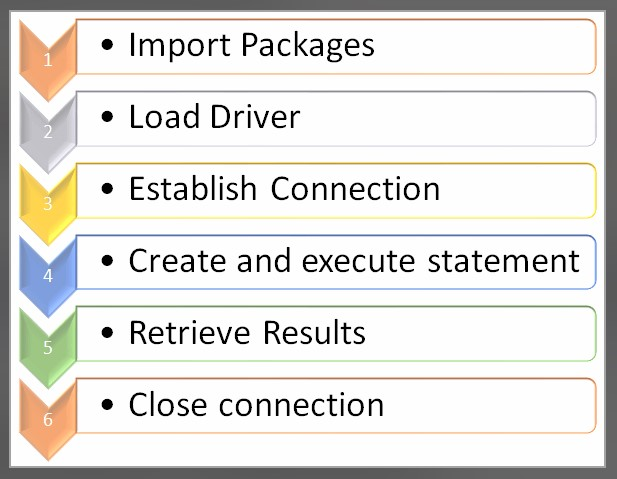 1 • Import Packages
2 • Load Driver
3 • Establish Connection
4 • Create and execute statement
5 • Retrieve Results
6 • Close connection